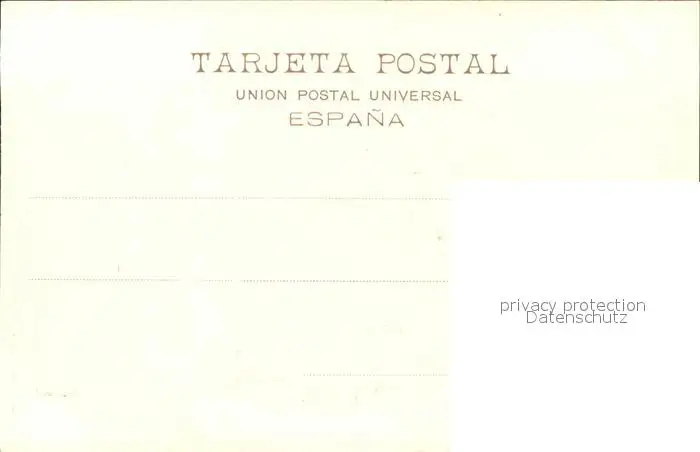 TARJETA POSTAL
UNION POSTAL UNIVERSAL
ESPAÑA
privacy protection
Datenschutz